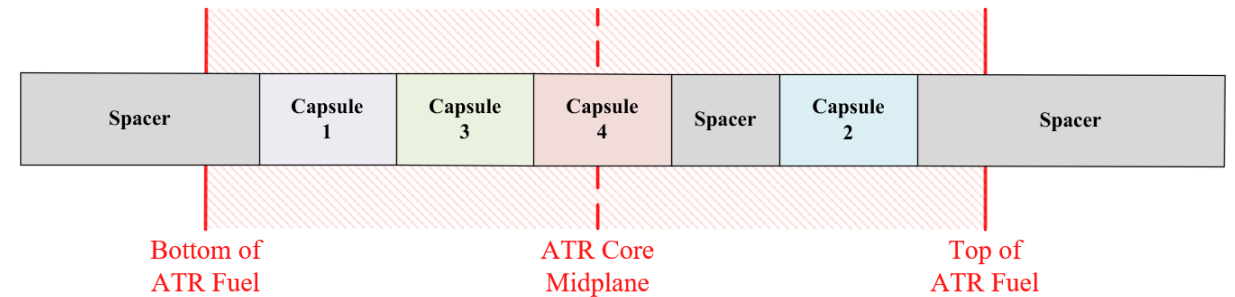 Spacer
Capsule
1
Capsule
3
Capsule
4
Spacer
Capsule
2
Spacer
Bottom of
ATR Fuel
ATR Core
Midplane
Top of
ATR Fuel